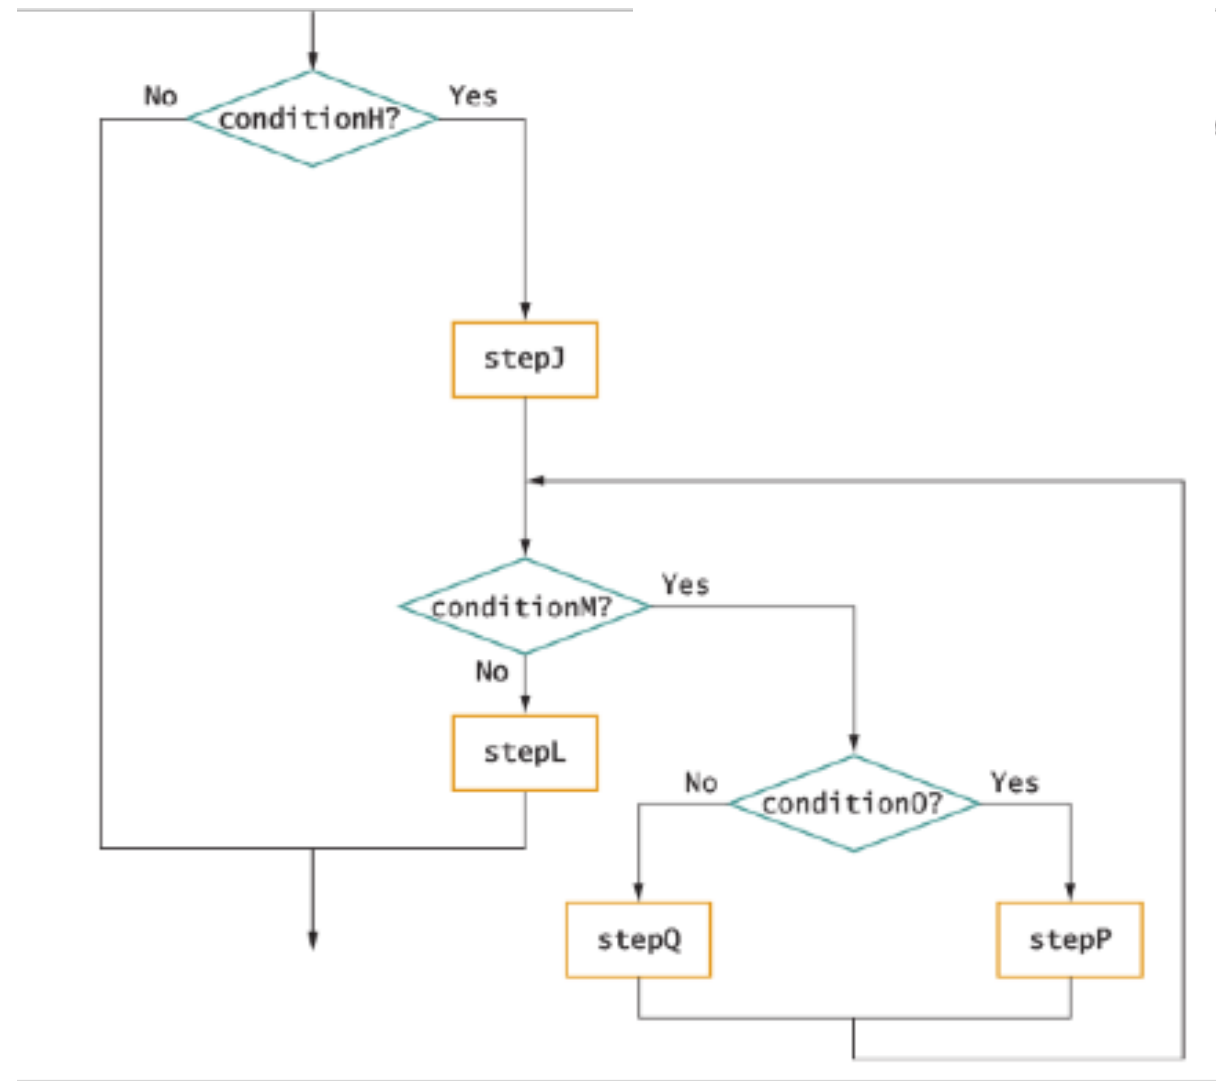 No
Yes
conditionH?
stepJ
conditionM?
Yes
No
stepL
No
conditionO?
Yes
stepQ
stepP